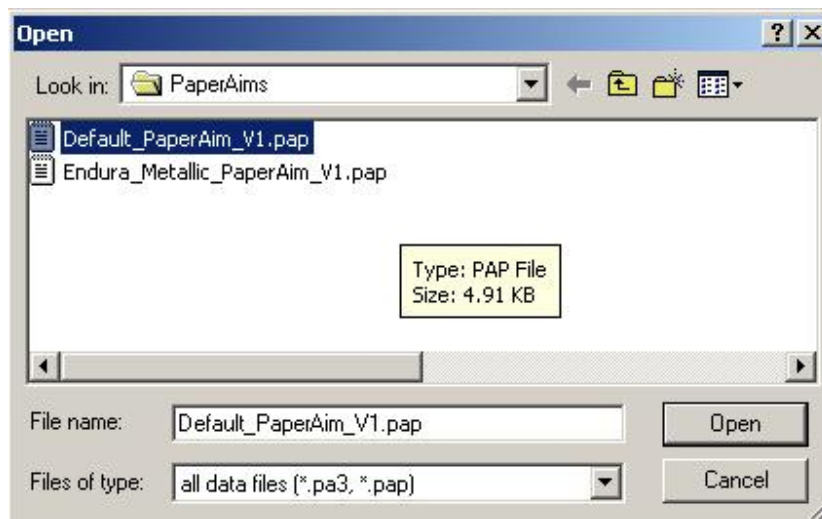 Open
Look in: PaperAims
Default_PaperAim_V1.pap
Endura_Metallic_PaperAim_V1.pap
Type: PAP File
Size: 4.91 KB
File name: Default_PaperAim_V1.pap Open
Files of type: all data files (*.pa3, *.pap) Cancel